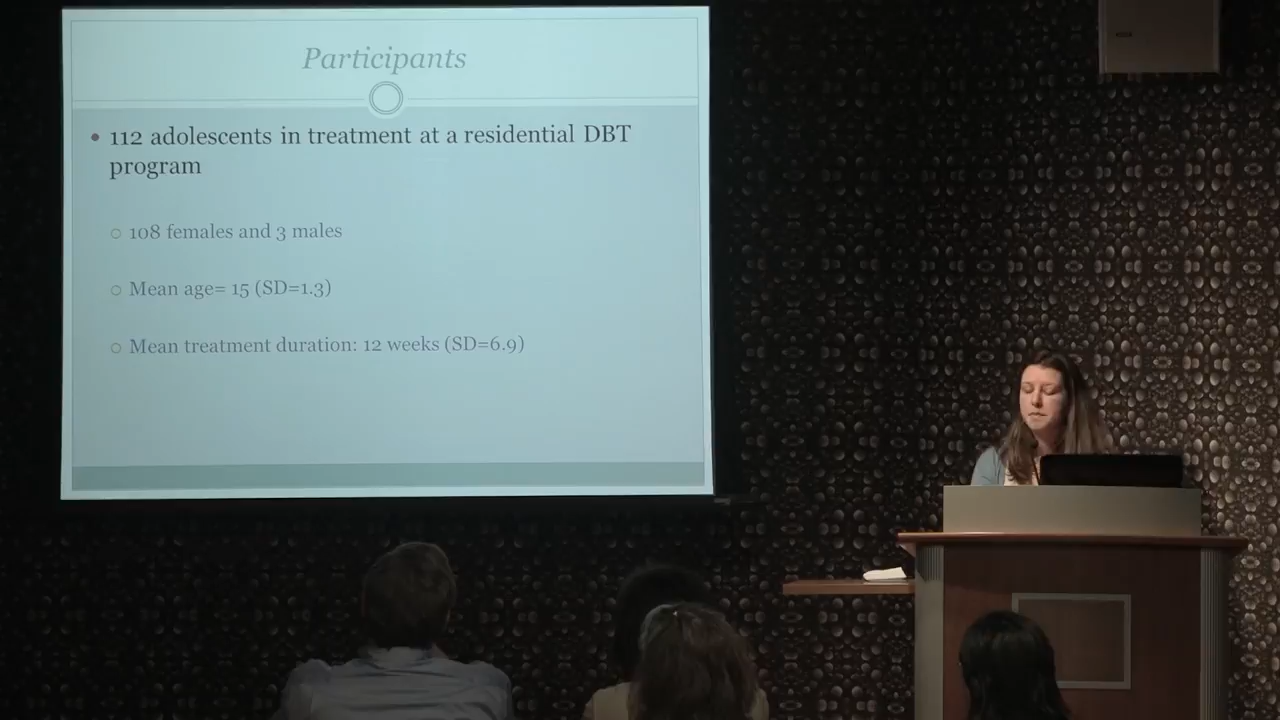 Participants
• 112 adolescents in treatment at a residential DBT
program
○ 108 females and 3 males
○ Mean age= 15 (SD=1.3)
○ Mean treatment duration: 12 weeks (SD=6.9)